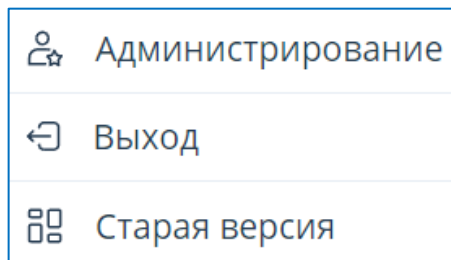 Администрирование
Выход
Старая версия